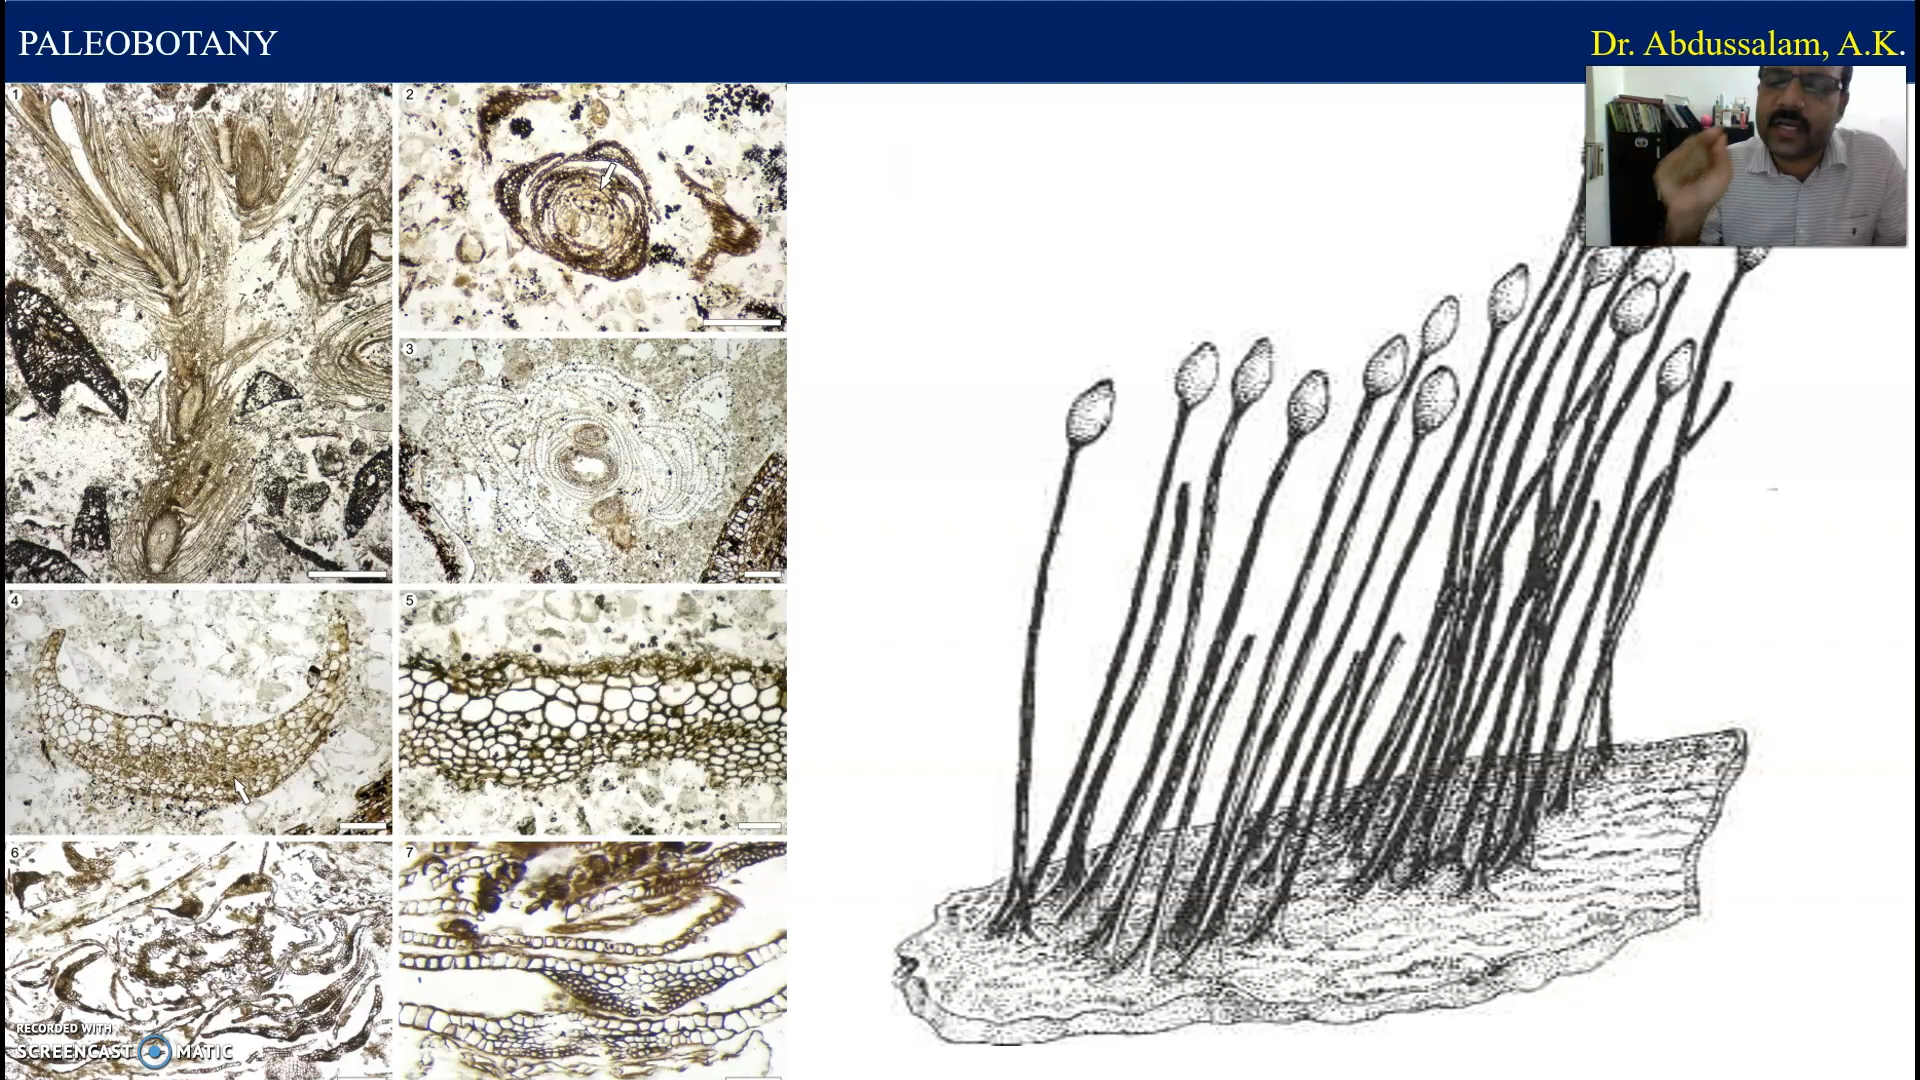 PALEOBOTANY
Dr. Abdussalam, A.K.
1
2
3
4
5
6
7
RECORDED WITH
SCREENCAST MATIC